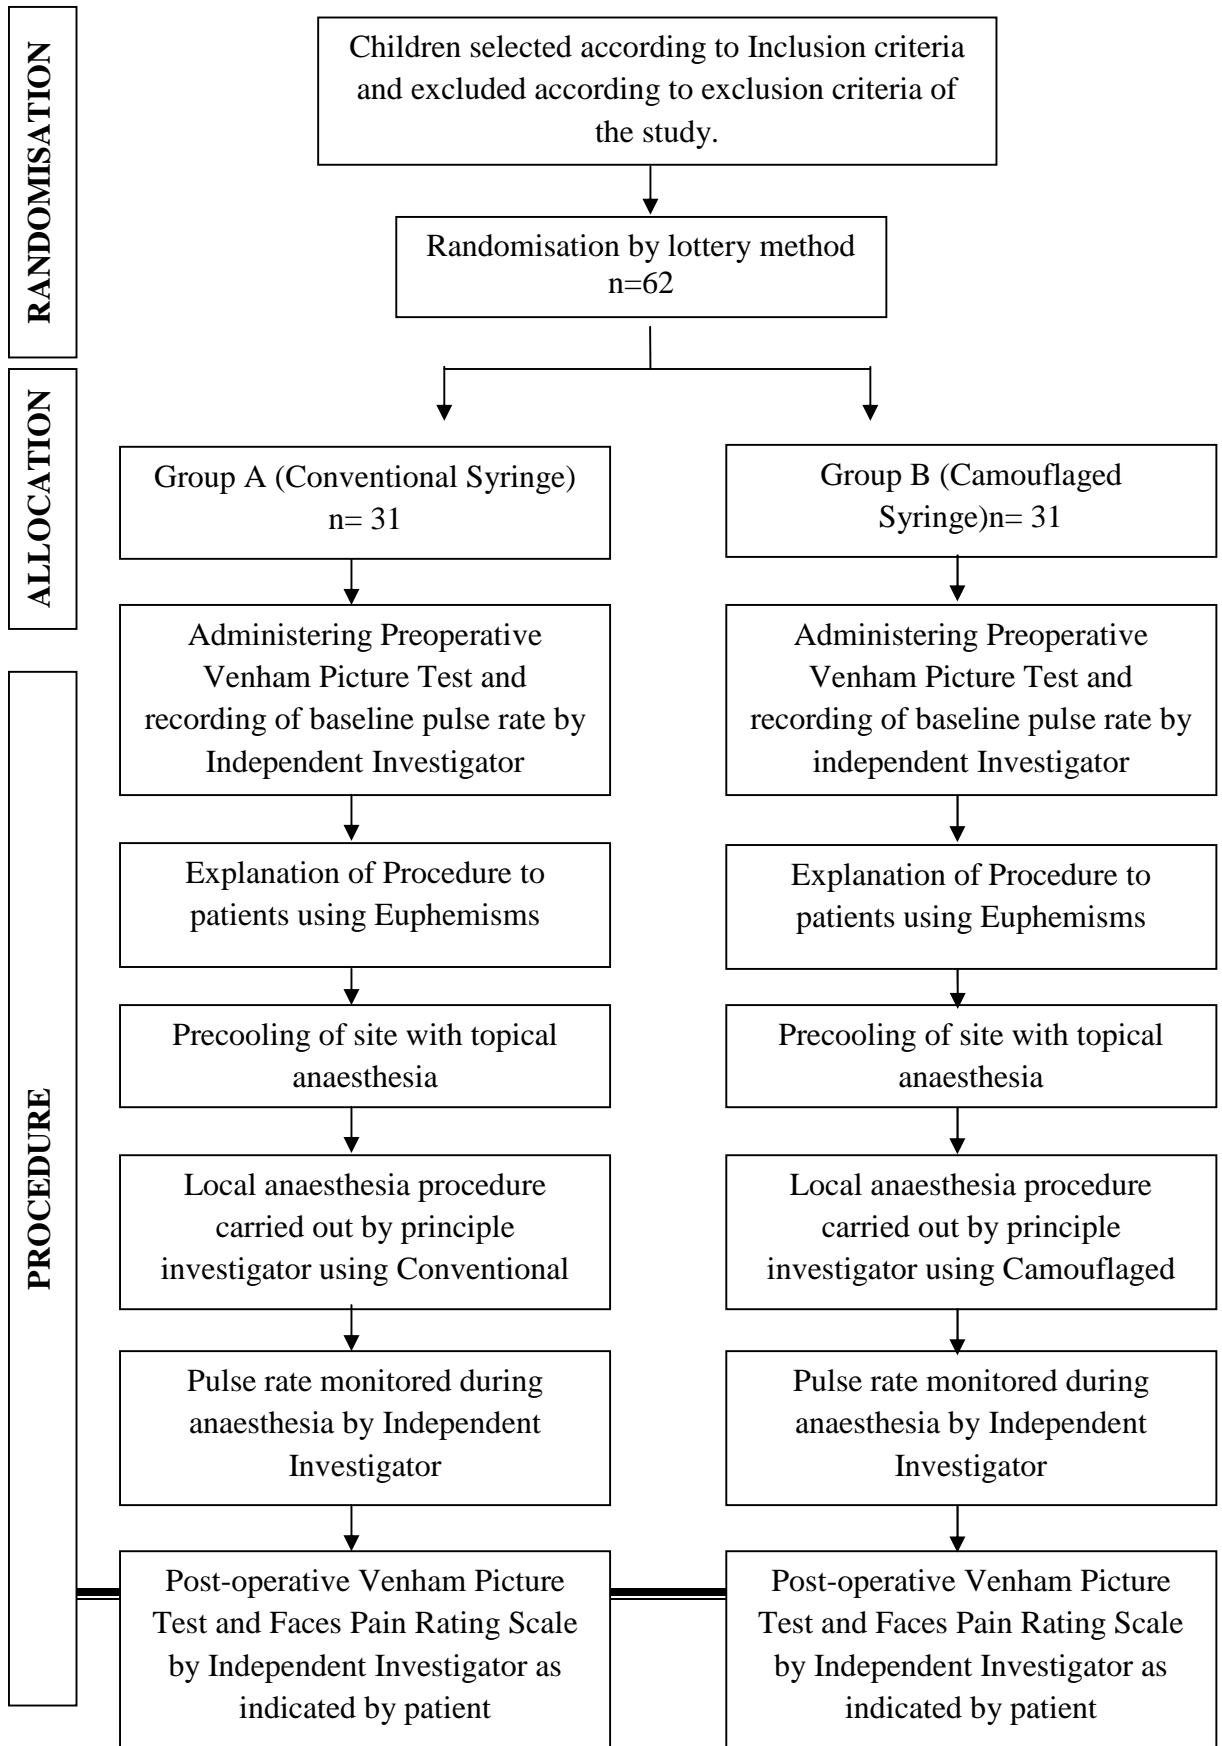 RANDOMISATION
Children selected according to Inclusion criteria
and excluded according to exclusion criteria of
the study.
Randomisation by lottery method
n=62
ALLOCATION
Group A (Conventional Syringe)
n= 31
Group B (Camouflaged
Syringe)n= 31
Administering Preoperative
Venham Picture Test and
recording of baseline pulse rate by
Independent Investigator
Administering Preoperative
Venham Picture Test and
recording of baseline pulse rate by
independent Investigator
PROCEDURE
Explanation of Procedure to
patients using Euphemisms
Explanation of Procedure to
patients using Euphemisms
Precooling of site with topical
anaesthesia
Precooling of site with topical
anaesthesia
Local anaesthesia procedure
carried out by principle
investigator using Conventional
Local anaesthesia procedure
carried out by principle
investigator using Camouflaged
Pulse rate monitored during
anaesthesia by Independent
Investigator
Pulse rate monitored during
anaesthesia by Independent
Investigator
Post-operative Venham Picture
Test and Faces Pain Rating Scale
by Independent Investigator as
indicated by patient
Post-operative Venham Picture
Test and Faces Pain Rating Scale
by Independent Investigator as
indicated by patient